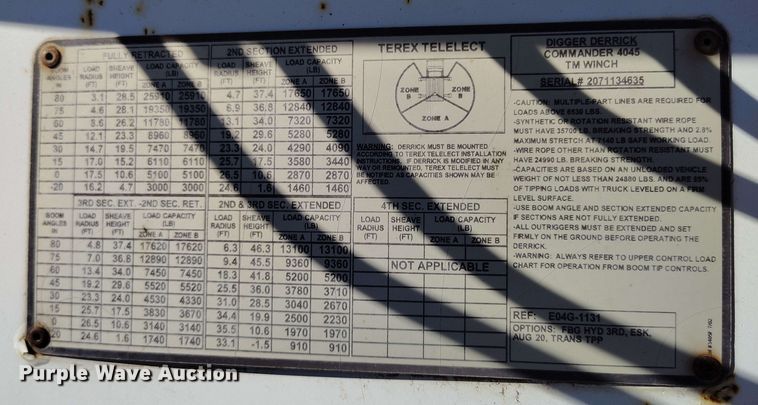 FULLY RETRACTED
2ND SECTION EXTENDED
BOOM ANGLES IN LOAD RADIUS (FT) SHEAVE HEIGHT (FT) LOAD CAPACITY (LB) ZONE A ZONE B LOAD RADIUS (FT) SHEAVE HEIGHT (FT) LOAD CAPACITY (LB) ZONE A ZONE B
80 3.1 28.5 25910 25910 4.7 37.4 17650 17650
75 4.6 28.1 19350 19350 6.9 36.8 12840 12840
60 8.6 26.2 11780 11780 13.1 34.0 7320 7320
45 12.1 23.3 8960 8960 19.2 29.6 5280 5280
30 14.7 19.5 7470 7470 23.3 24.0 4290 4090
15 17.0 15.2 6110 6110 25.7 17.5 3580 3440
0 17.5 10.6 5100 5100 26.5 10.6 2870 2870
-20 16.2 4.7 3000 3000 24.6 1.6 1460 1460
3RD SEC. EXT. -2ND SEC. RET.
2ND & 3RD SEC. EXTENDED
4TH SEC. EXTENDED
BOOM ANGLES IN LOAD RADIUS (FT) SHEAVE HEIGHT (FT) LOAD CAPACITY (LB) ZONE A ZONE B LOAD RADIUS (FT) SHEAVE HEIGHT (FT) LOAD CAPACITY (LB) ZONE A ZONE B LOAD RADIUS (FT) SHEAVE HEIGHT (FT) LOAD CAPACITY (LB) ZONE A ZONE B
80 4.8 37.4 17620 17620 6.3 46.3 13100 13100
75 7.0 36.8 12890 12890 9.4 45.5 9360 9360
60 13.4 34.0 7450 7450 18.3 41.8 5200 5200
45 19.2 29.6 5520 5520 25.6 36.0 3780 3710
30 23.3 24.0 4530 4330 31.0 28.5 3040 2670
15 25.7 17.5 3830 3670 34.4 19.9 2500 2230
0 26.5 10.6 3140 3140 35.5 10.6 1970 1970
-20 24.6 1.6 1740 1740 33.1 -1.5 910 910
NOT APPLICABLE
TEREX TELELECT
ZONE B
ZONE B
ZONE A
WARNING: DERRICK MUST BE MOUNTED
ACCORDING TO TEREX TELELECT INSTALLATION
INSTRUCTIONS. IF DERRICK IS MODIFIED IN ANY
WAY OR REMOUNTED, TEREX TELELECT MUST BE
NOTIFIED AS CAPACITIES SHOWN MAY BE
AFFECTED.
DIGGER DERRICK
COMMANDER 4045
TM WINCH
SERIAL# 2071134635
-CAUTION: MULTIPLE-PART LINES ARE REQUIRED FOR
LOADS ABOVE 6630 LBS.
-SYNTHETIC OR ROTATION RESISTANT WIRE ROPE
MUST HAVE 35700 LB. BREAKING STRENGTH AND 2.8%
MAXIMUM STRETCH AT 7140 LB SAFE WORKING LOAD.
-WIRE ROPE OTHER THAN ROTATION RESISTANT MUST
HAVE 24990 LB. BREAKING STRENGTH.
-CAPACITIES ARE BASED ON AN UNLOADED VEHICLE
WEIGHT OF NOT LESS THAN 24880 LBS. AND ARE 85%
OF TIPPING LOADS WITH TRUCK LEVELED ON A FIRM
LEVEL SURFACE.
-USE BOOM ANGLE AND SECTION EXTENDED CAPACITY
IF SECTIONS ARE NOT FULLY EXTENDED.
-ALL OUTRIGGERS MUST BE EXTENDED AND SET
FIRMLY ON THE GROUND BEFORE OPERATING THE
DERRICK.
-WARNING: ALWAYS REFER TO UPPER CONTROL LOAD
CHART FOR OPERATION FROM BOOM TIP CONTROLS.
REF: E04G-1131
OPTIONS: FBG HYD 3RD, ESK,
AUG 20, TRANS TPP
Purple Wave Auction